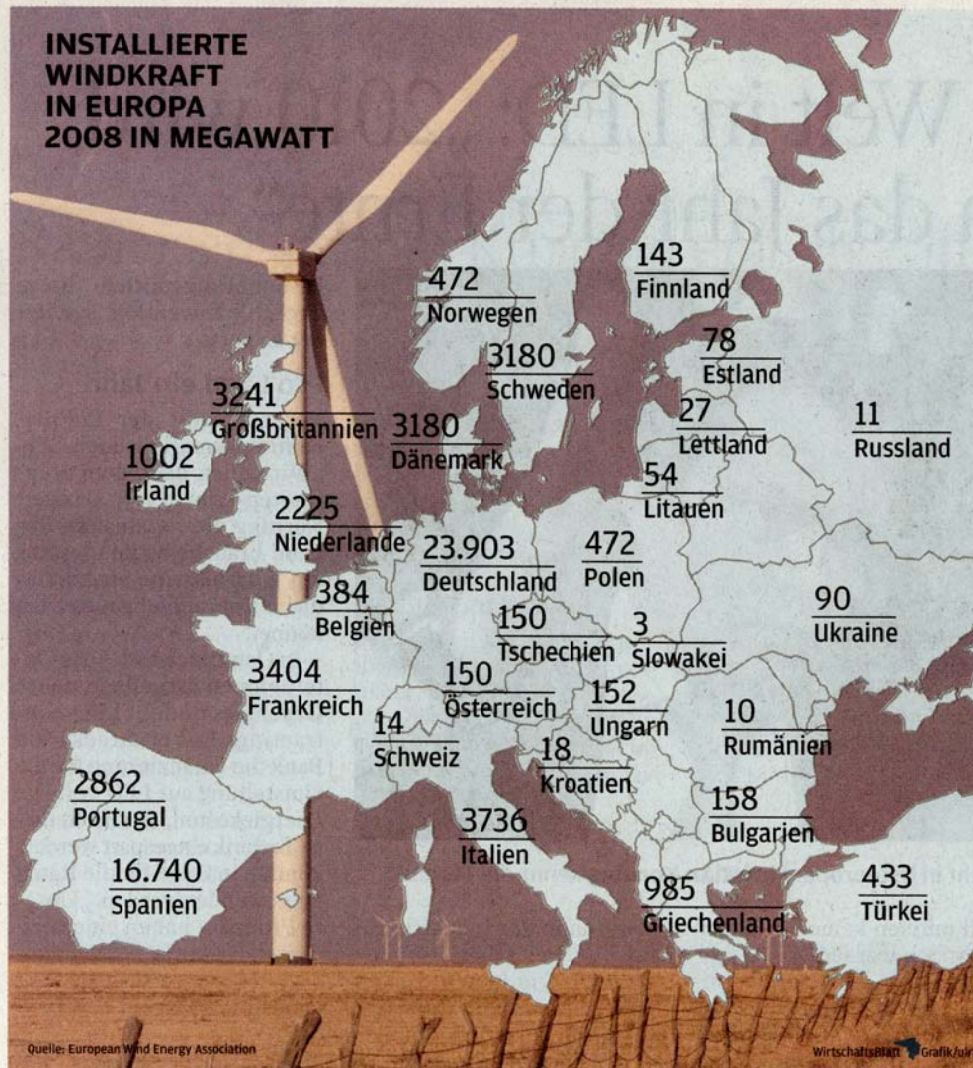 INSTALLIERTE
WINDKRAFT
IN EUROPA
2008 IN MEGAWATT
143
Finnland
472
Norwegen
3180
Schweden
78
Estland
3241
Großbritannien
3180
Dänemark
27
Lettland
11
Russland
1002
Irland
54
Litauen
2225
Niederlande
23.903
Deutschland
472
Polen
384
Belgien
150
Tschechien
3
Slowakei
90
Ukraine
3404
Frankreich
150
Österreich
152
Ungarn
10
Rumänien
14
Schweiz
18
Kroatien
2862
Portugal
3736
Italien
158
Bulgarien
16.740
Spanien
985
Griechenland
433
Türkei
Quelle: European Wind Energy Association
WirtschaftsBlatt Grafik/ulr